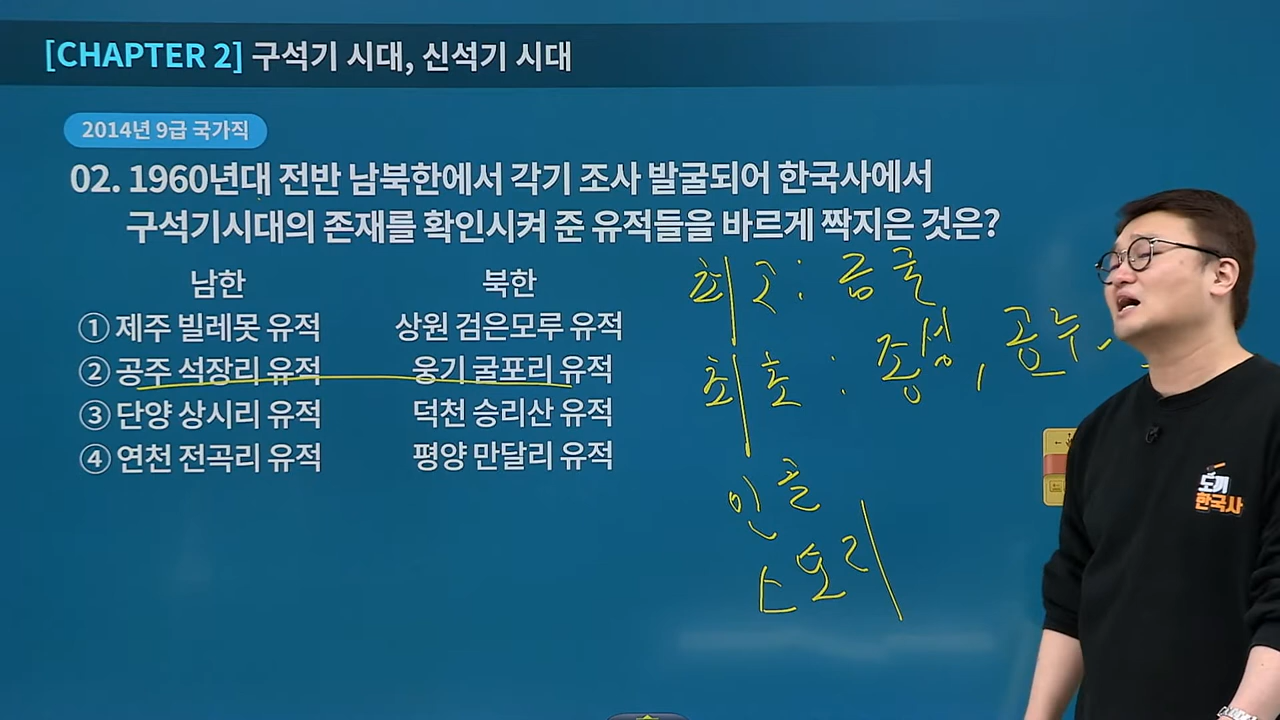 [CHAPTER 2] 구석기 시대, 신석기 시대
2014년 9급 국가직
02. 1960년대 전반 남북한에서 각기 조사 발굴되어 한국사에서
구석기시대의 존재를 확인시켜 준 유적들을 바르게 짝지은 것은?
남한 북한
① 제주 빌레못 유적 상원 검은모루 유적
② 공주 석장리 유적 웅기 굴포리 유적
③ 단양 상시리 유적 덕천 승리산 유적
④ 연천 전곡리 유적 평양 만달리 유적
최고 : 금굴
최초 : 종성, 공주
인골
스토리
도끼
한국사